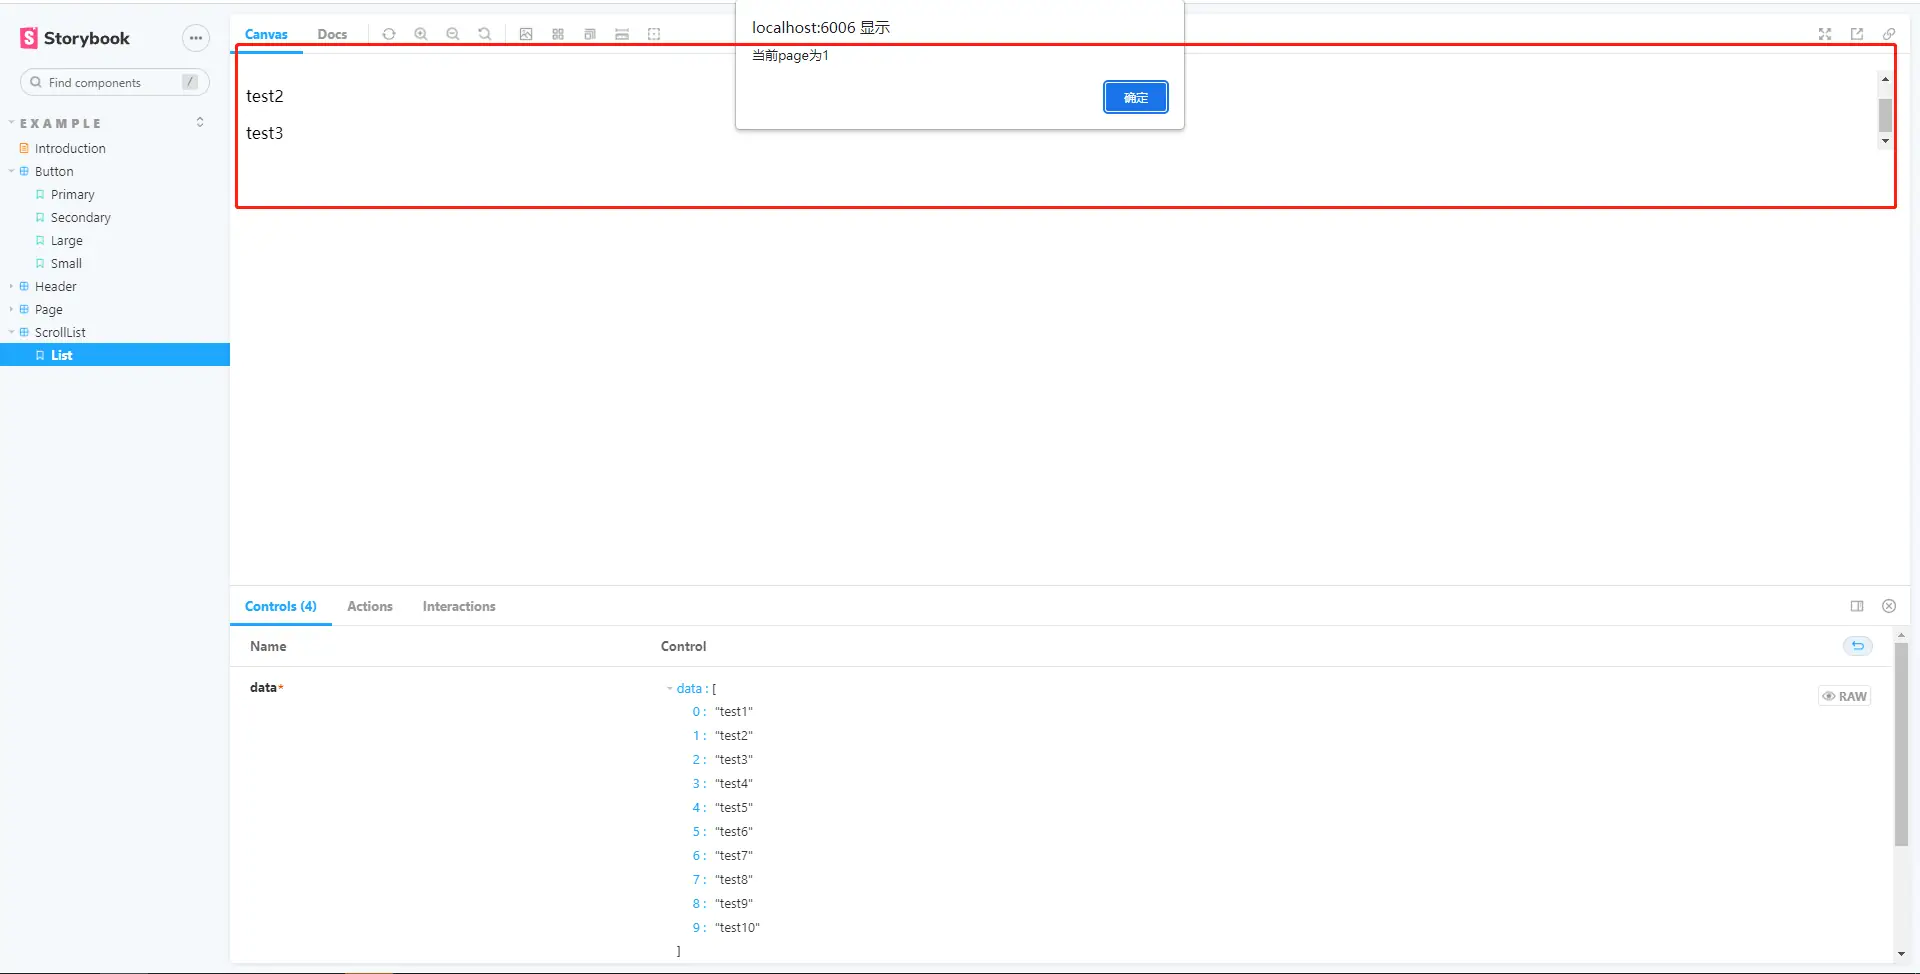 Storybook
Find components
/
EXAMPLE
Introduction
Button
Primary
Secondary
Large
Small
Header
Page
ScrollList
List
Canvas
Docs
localhost:6006 显示
当前page为1
确定
test2
test3
Controls (4)
Actions
Interactions
Name
Control
data*
data : [
0 : "test1"
1 : "test2"
2 : "test3"
3 : "test4"
4 : "test5"
5 : "test6"
6 : "test7"
7 : "test8"
8 : "test9"
9 : "test10"
]
RAW